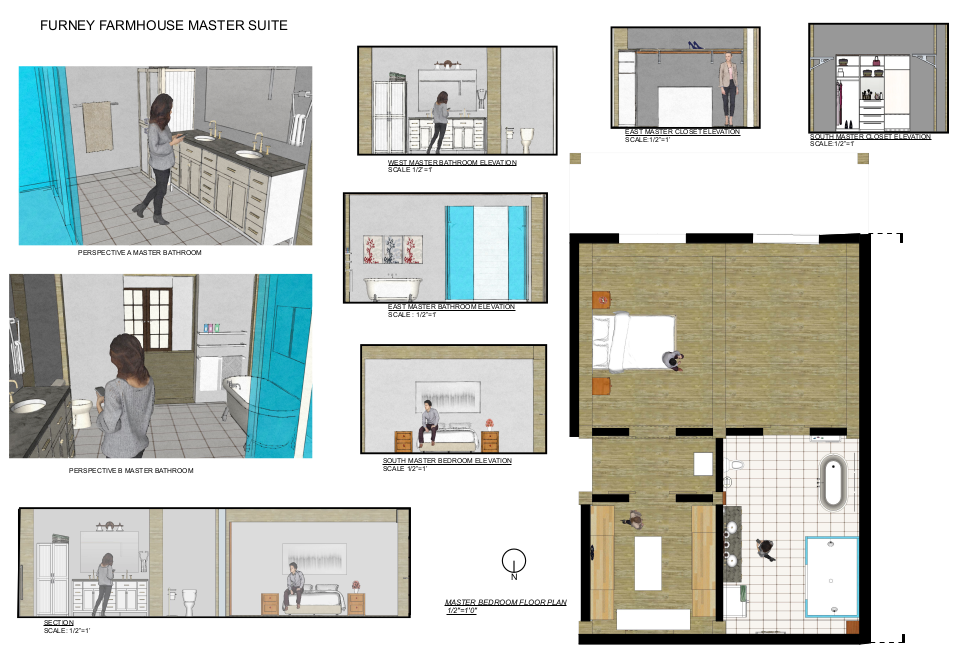 FURNEY FARMHOUSE MASTER SUITE
PERSPECTIVE A MASTER BATHROOM
WEST MASTER BATHROOM ELEVATION
SCALE 1/2"=1'
EAST MASTER CLOSET ELEVATION
SCALE:1/2"=1'
SOUTH MASTER CLOSET ELEVATION
SCALE:1/2"=1'
EAST MASTER BATHROOM ELEVATION
SCALE : 1/2"=1'
PERSPECTIVE B MASTER BATHROOM
SOUTH MASTER BEDROOM ELEVATION
SCALE 1/2"=1'
SECTION
SCALE: 1/2"=1'
N
MASTER BEDROOM FLOOR PLAN
1/2"=1'0"